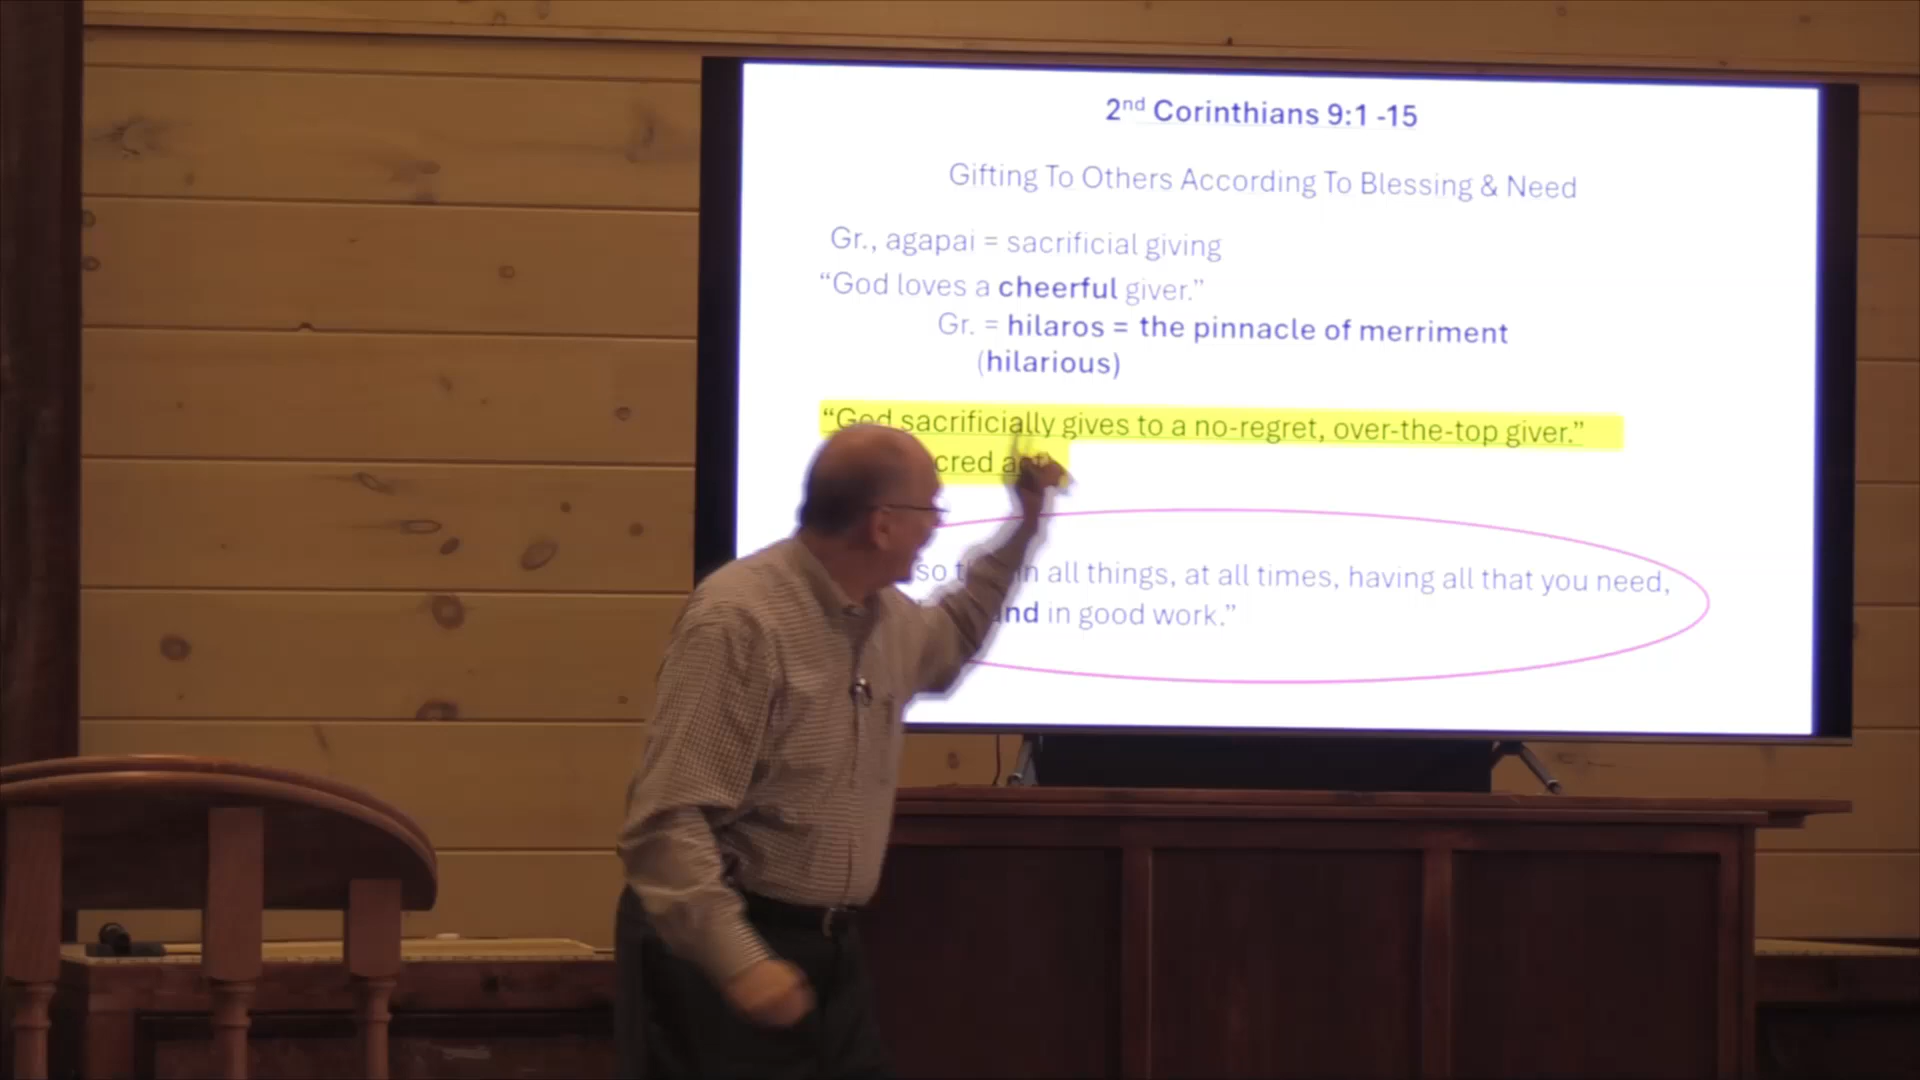 2nd Corinthians 9:1 -15
Gifting To Others According To Blessing & Need
Gr., agapai = sacrificial giving
“God loves a cheerful giver.”
Gr. = hilaros = the pinnacle of merriment
(hilarious)
“God sacrificially gives to a no-regret, over-the-top giver.”
so in all things, at all times, having all that you need,
in good work.”